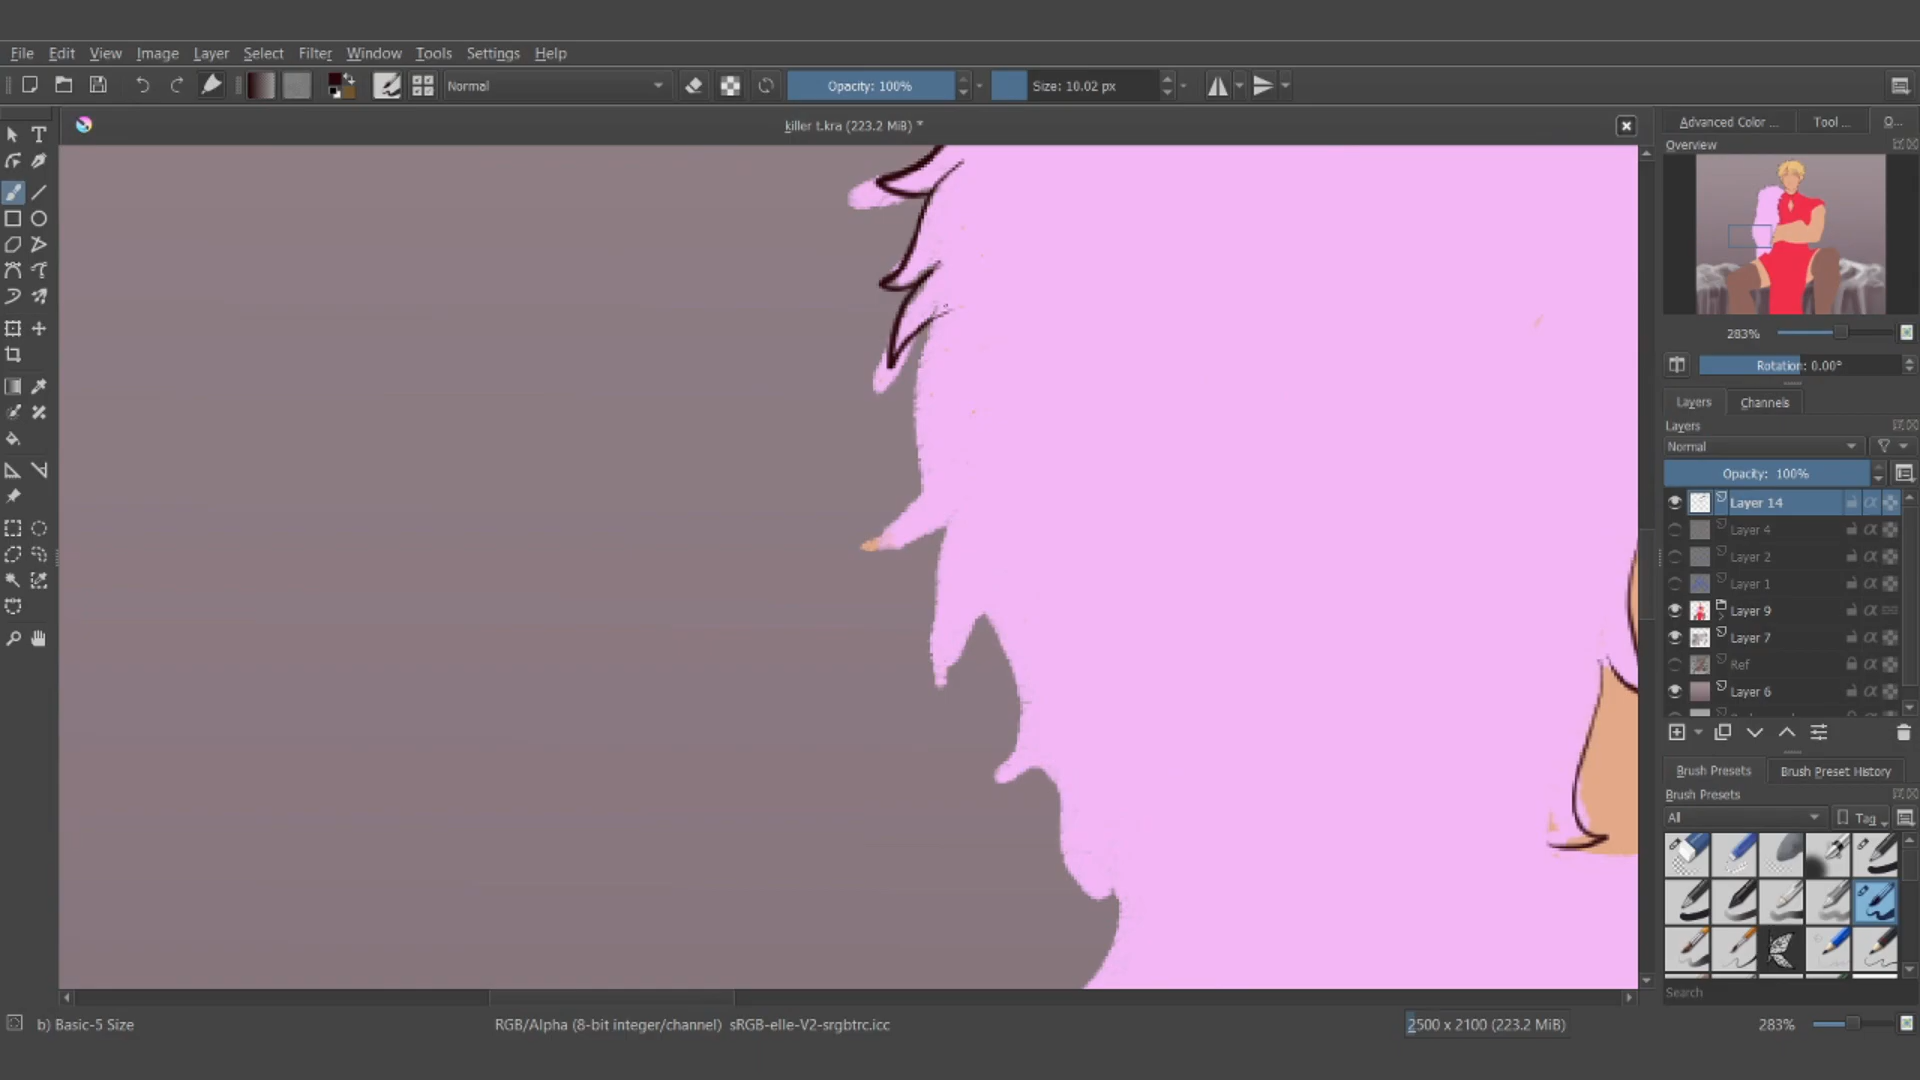 File Edit View Image Layer Select Filter Window Tools Settings Help
Normal Opacity: 100% Size: 10.02 px
killer t.kra (223.2 MiB) *
Advanced Color ... Tool ... O...
Overview
283%
Rotation: 0.00°
Layers Channels
Layers
Normal
Opacity: 100%
Layer 14
Layer 4
Layer 2
Layer 1
Layer 9
Layer 7
Ref
Layer 6
Brush Presets Brush Preset History
Brush Presets
All Tag
Search
b) Basic-5 Size RGB/Alpha (8-bit integer/channel) sRGB-elle-V2-srgbtrc.icc 2500 x 2100 (223.2 MiB) 283%